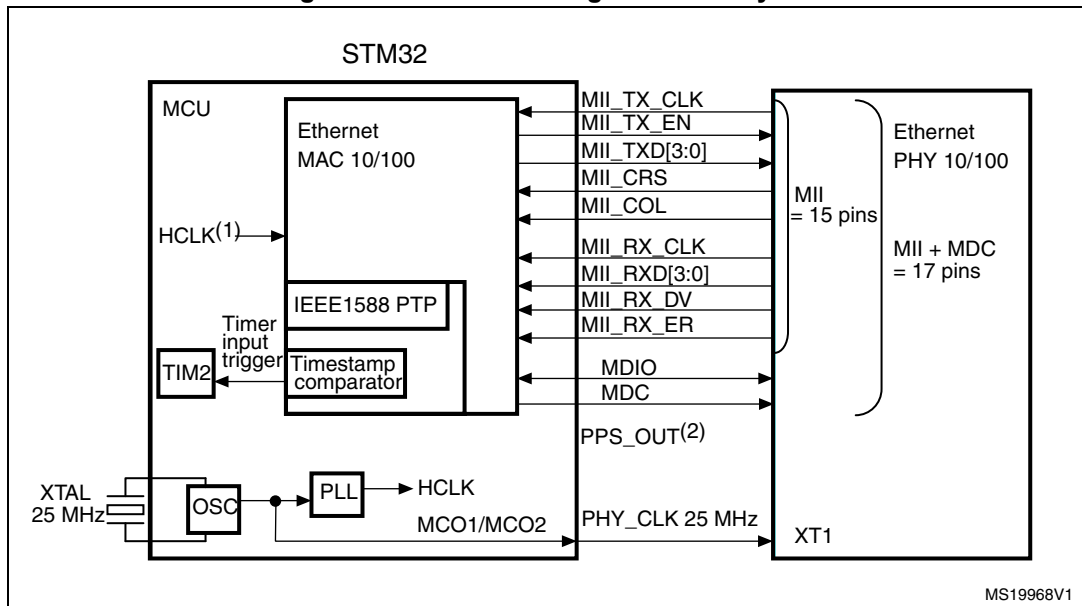 STM32
MCU
Ethernet
MAC 10/100
HCLK(1)
IEEE1588 PTP
Timer
input
trigger
TIM2
Timestamp
comparator
XTAL
25 MHz
OSC
PLL
HCLK
MCO1/MCO2
MII_TX_CLK
MII_TX_EN
MII_TXD[3:0]
MII_CRS
MII_COL
MII_RX_CLK
MII_RXD[3:0]
MII_RX_DV
MII_RX_ER
MDIO
MDC
PPS_OUT(2)
PHY_CLK 25 MHz
MII
= 15 pins
Ethernet
PHY 10/100
MII + MDC
= 17 pins
XT1
MS19968V1